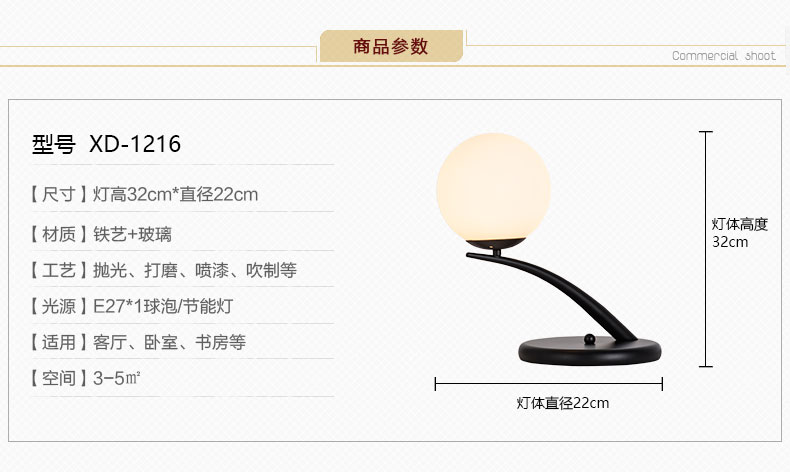 商品参数
Commercial shoot
型号 XD-1216
【尺寸】灯高32cm*直径22cm
【材质】铁艺+玻璃
【工艺】抛光、打磨、喷漆、吹制等
【光源】E27*1球泡/节能灯
【适用】客厅、卧室、书房等
【空间】3-5㎡
灯体高度
32cm
灯体直径22cm